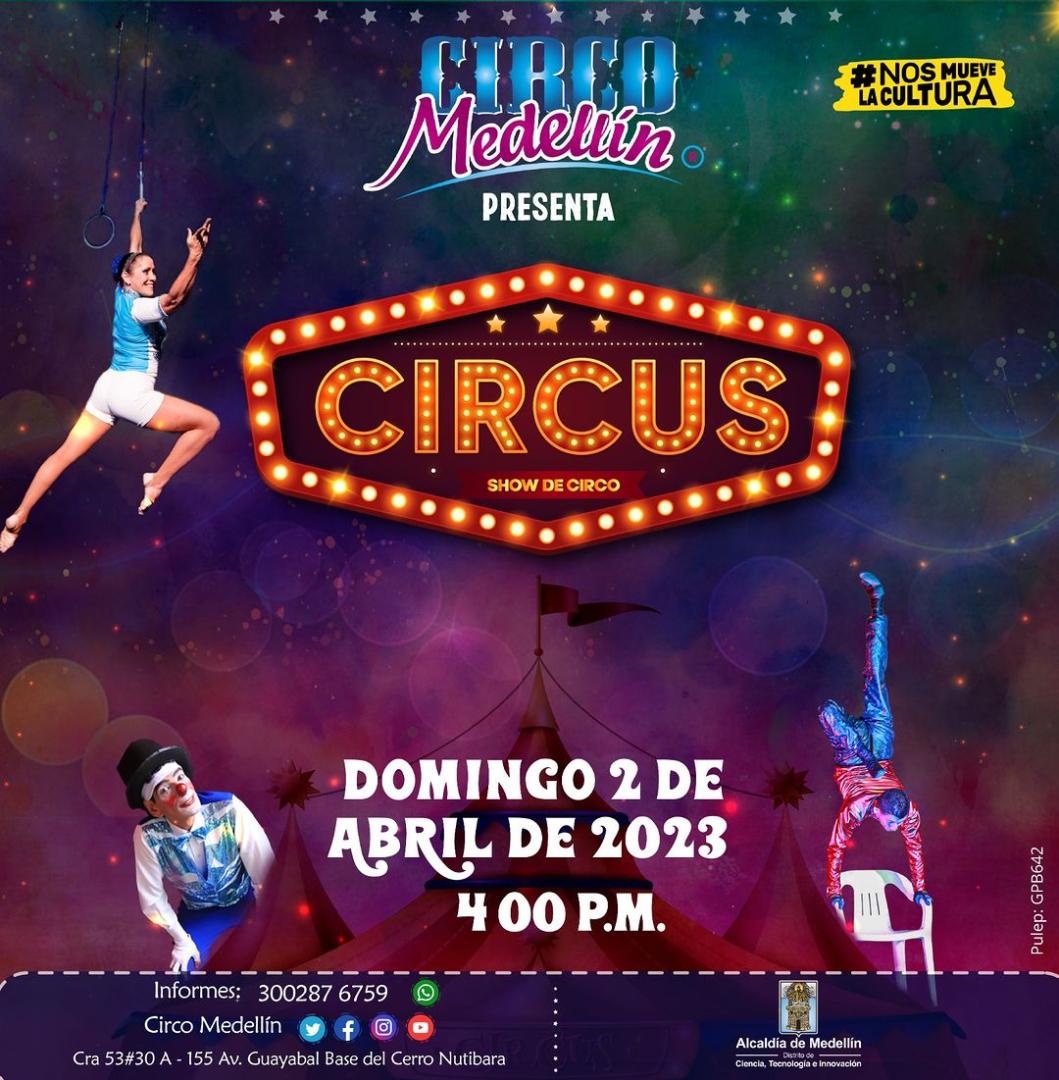 CIRCO
Medellín ®
PRESENTA
#NOS MUEVE
LA CULTURA
CIRCUS
SHOW DE CIRCO
DOMINGO 2 DE
ABRIL DE 2023
4 00 P.M.
Pulep: GPB642
Informes: 300287 6759
Circo Medellín
Cra 53#30 A - 155 Av. Guayabal Base del Cerro Nutibara
Alcaldía de Medellín
Distrito de
Ciencia, Tecnología e Innovación
CIRCUS